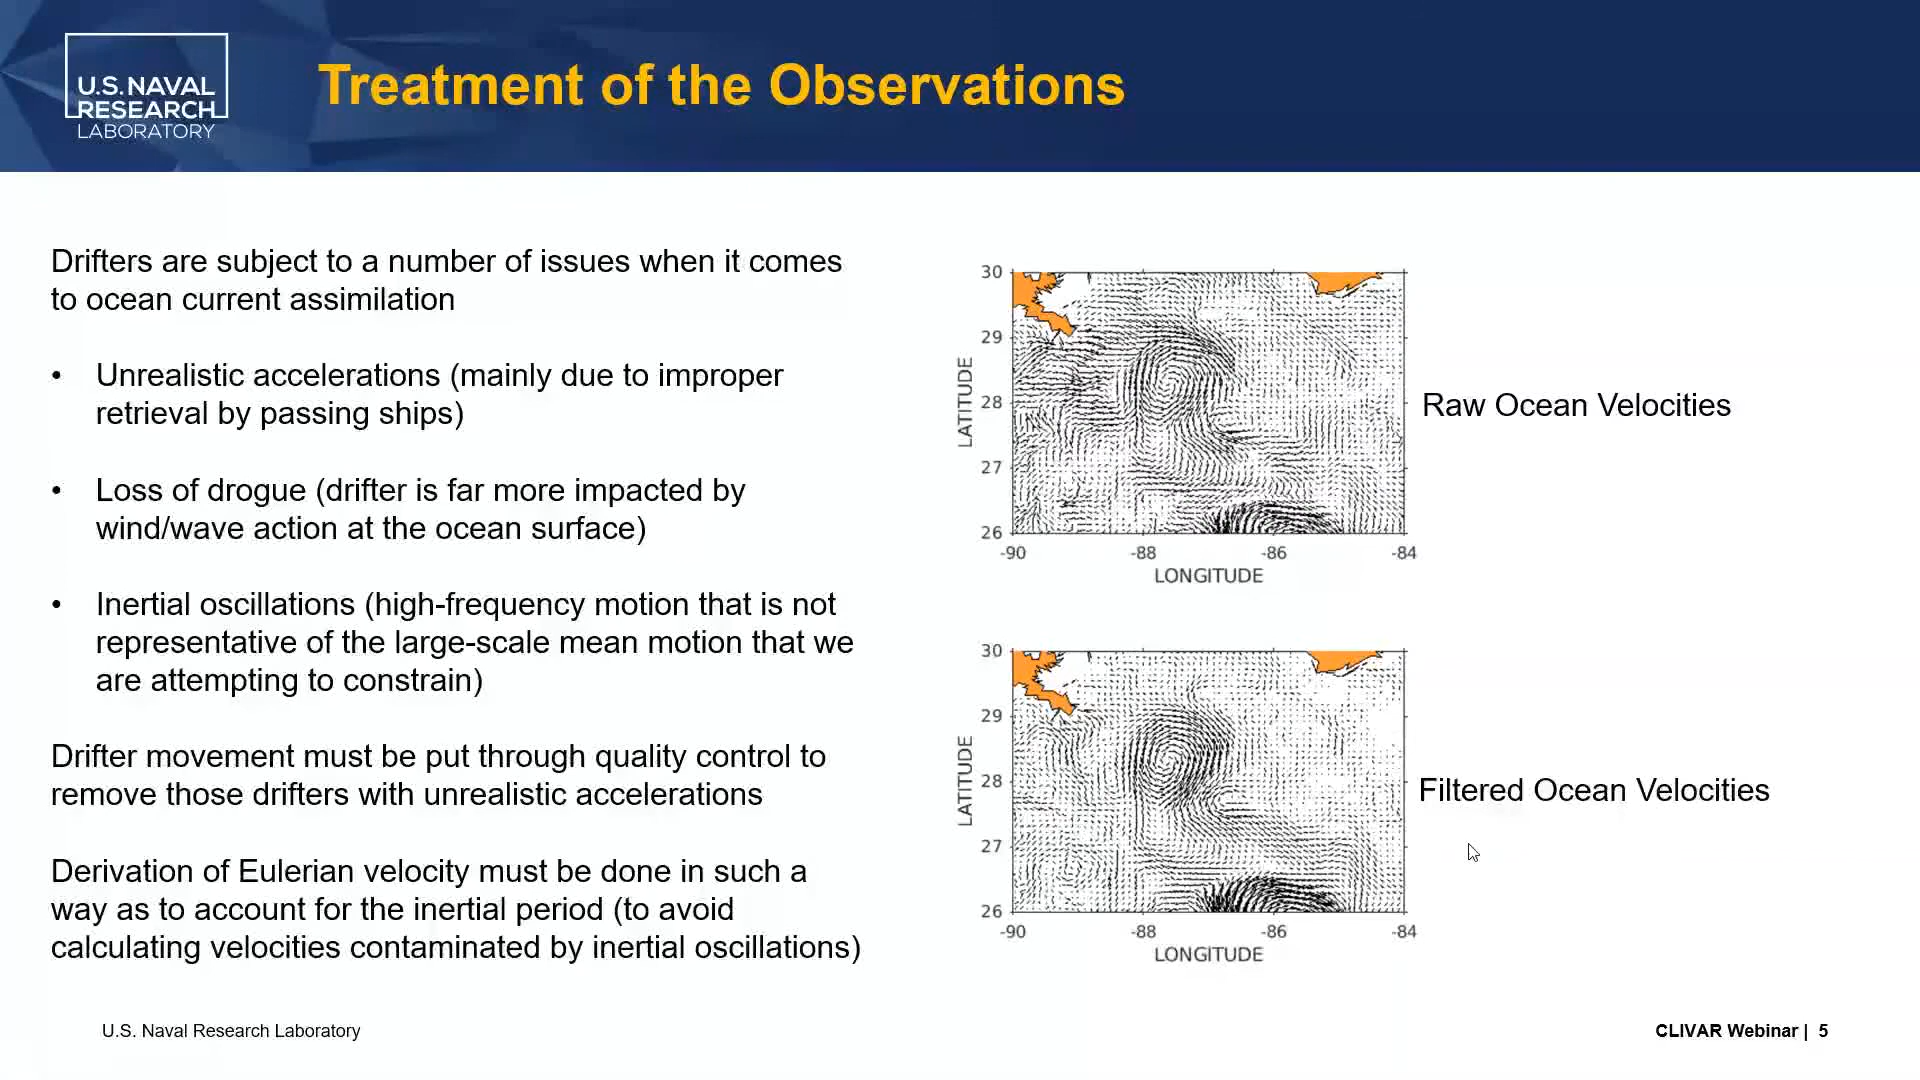 U.S. NAVAL
RESEARCH
LABORATORY
Treatment of the Observations
Drifters are subject to a number of issues when it comes
to ocean current assimilation
• Unrealistic accelerations (mainly due to improper
retrieval by passing ships)
• Loss of drogue (drifter is far more impacted by
wind/wave action at the ocean surface)
• Inertial oscillations (high-frequency motion that is not
representative of the large-scale mean motion that we
are attempting to constrain)
Drifter movement must be put through quality control to
remove those drifters with unrealistic accelerations
Derivation of Eulerian velocity must be done in such a
way as to account for the inertial period (to avoid
calculating velocities contaminated by inertial oscillations)
30
29
28
27
26
LATITUDE
-90 -88 -86 -84
LONGITUDE
Raw Ocean Velocities
30
29
28
27
26
LATITUDE
-90 -88 -86 -84
LONGITUDE
Filtered Ocean Velocities
U.S. Naval Research Laboratory
CLIVAR Webinar | 5